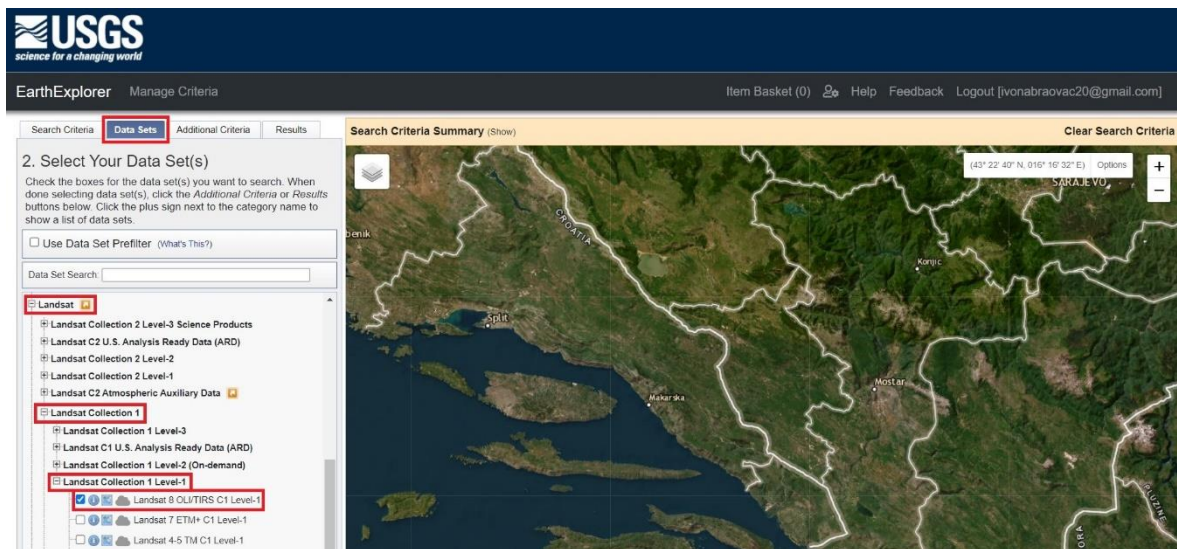 USGS
science for a changing world
EarthExplorer Manage Criteria Item Basket (0) Help Feedback Logout [ivonabraovac20@gmail.com]
Search Criteria Data Sets Additional Criteria Results
2. Select Your Data Set(s)
Check the boxes for the data set(s) you want to search. When
done selecting data set(s), click the Additional Criteria or Results
buttons below. Click the plus sign next to the category name to
show a list of data sets.
Use Data Set Prefilter (What's This?)
Data Set Search:
Landsat
Landsat Collection 2 Level-3 Science Products
Landsat C2 U.S. Analysis Ready Data (ARD)
Landsat Collection 2 Level-2
Landsat Collection 2 Level-1
Landsat C2 Atmospheric Auxiliary Data
Landsat Collection 1
Landsat Collection 1 Level-3
Landsat C1 U.S. Analysis Ready Data (ARD)
Landsat Collection 1 Level-2 (On-demand)
Landsat Collection 1 Level-1
Landsat 8 OLI/TIRS C1 Level-1
Landsat 7 ETM+ C1 Level-1
Landsat 4-5 TM C1 Level-1
Search Criteria Summary (Show) Clear Search Criteria
(43° 22' 40" N, 016° 16' 32" E) Options
+
−
SARAJEVO
CROATIA
benik
Konjic
Split
Mostar
Makarska
PLUZINE
ORA